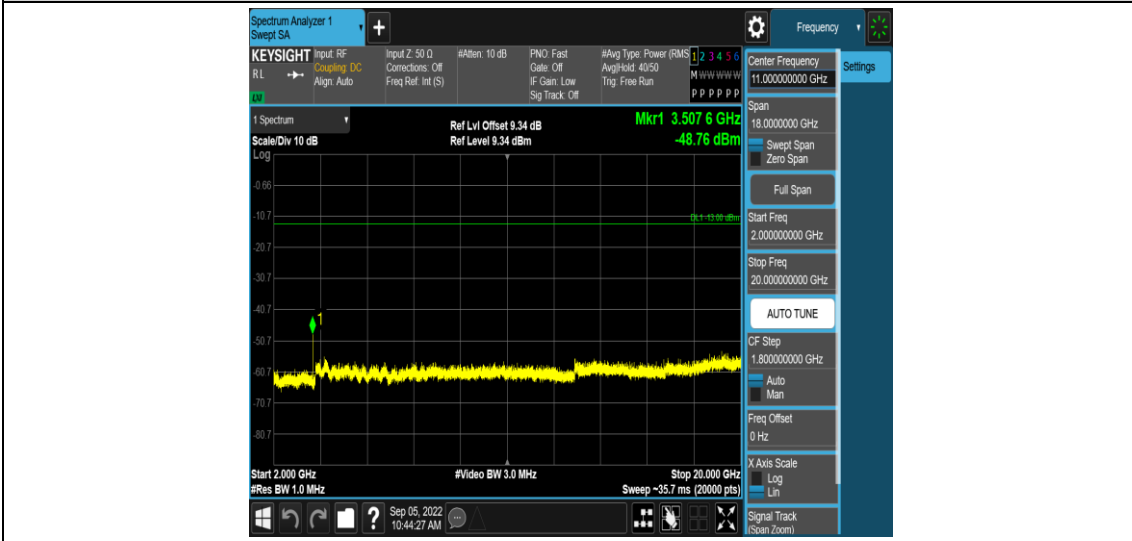 Spectrum Analyzer 1
Swept SA
Frequency
KEYSIGHT
RL
Input: RF
Coupling: DC
Align: Auto
Input Z: 50 Ω
Corrections: Off
Freq Ref: Int (S)
#Atten: 10 dB
PNO: Fast
Gate: Off
IF Gain: Low
Sig Track: Off
#Avg Type: Power (RMS
Avg|Hold: 40/50
Trig: Free Run
1 2 3 4 5 6
M W W W W W
P P P P P P
1 Spectrum
Scale/Div 10 dB
Log
Ref Lvl Offset 9.34 dB
Ref Level 9.34 dBm
Mkr1 3.507 6 GHz
-48.76 dBm
-0.66
-10.7
DL1 -13.00 dBm
-20.7
-30.7
-40.7
1
-50.7
-60.7
-70.7
-80.7
Start 2.000 GHz
#Video BW 3.0 MHz
Stop 20.000 GHz
#Res BW 1.0 MHz
Sweep ~35.7 ms (20000 pts)
?
Sep 05, 2022
10:44:27 AM
Center Frequency
11.000000000 GHz
Settings
Span
18.0000000 GHz
Swept Span
Zero Span
Full Span
Start Freq
2.000000000 GHz
Stop Freq
20.000000000 GHz
AUTO TUNE
CF Step
1.800000000 GHz
Auto
Man
Freq Offset
0 Hz
X Axis Scale
Log
Lin
Signal Track
(Span Zoom)